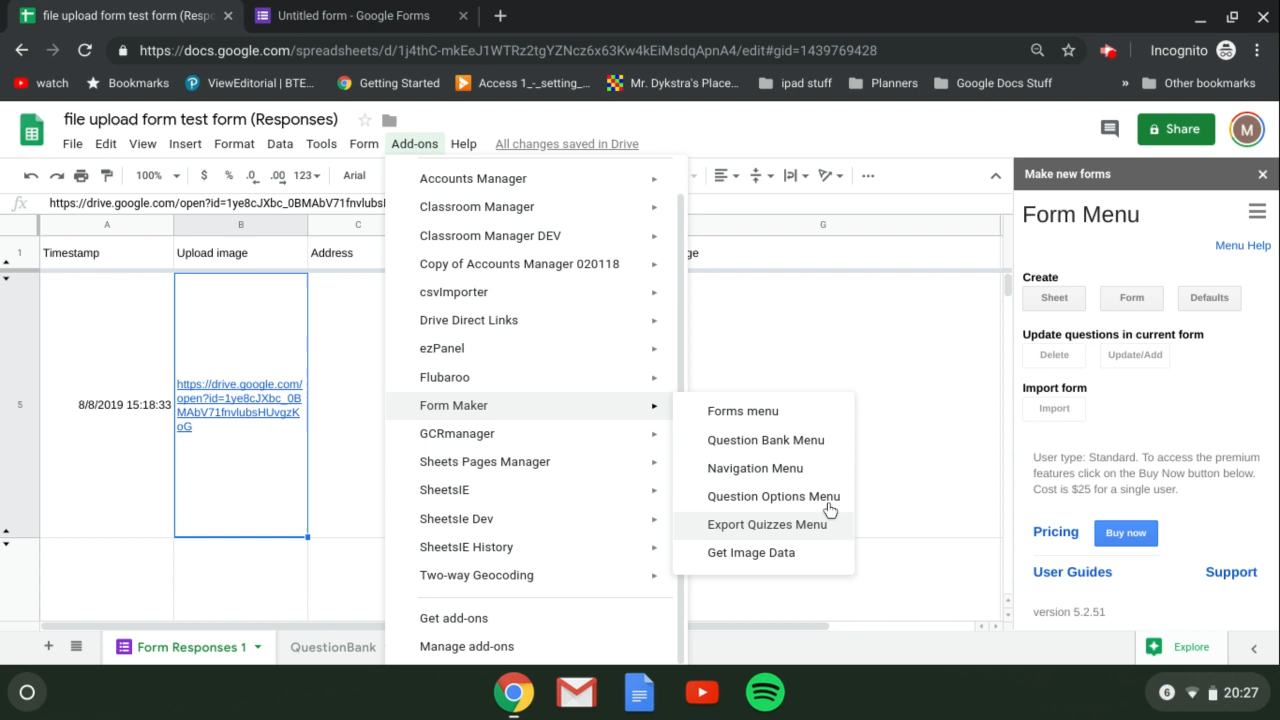 file upload form test form (Respo
Untitled form - Google Forms
https://docs.google.com/spreadsheets/d/1j4thC-mkEeJ1WTRz2tgYZNcz6x63Kw4kEiMsdqApnA4/edit#gid=1439769428
Incognito
watch
Bookmarks
ViewEditorial | BTE...
Getting Started
Access 1_-_setting_...
Mr. Dykstra's Place...
ipad stuff
Planners
Google Docs Stuff
»
Other bookmarks
file upload form test form (Responses)
File Edit View Insert Format Data Tools Form Add-ons Help All changes saved in Drive
Share
M
100% $ % .0 .00 123 Arial
fx https://drive.google.com/open?id=1ye8cJXbc_0BMAbV71fnvlubs
A B C G
1 Timestamp Upload image Address ge
5 8/8/2019 15:18:33
https://drive.google.com/
open?id=1ye8cJXbc_0B
MAbV71fnvlubsHUvgzK
oG
Accounts Manager
Classroom Manager
Classroom Manager DEV
Copy of Accounts Manager 020118
csvImporter
Drive Direct Links
ezPanel
Flubaroo
Form Maker
GCRmanager
Sheets Pages Manager
SheetsIE
SheetsIe Dev
SheetsIE History
Two-way Geocoding
Get add-ons
Manage add-ons
Forms menu
Question Bank Menu
Navigation Menu
Question Options Menu
Export Quizzes Menu
Get Image Data
Make new forms
Form Menu
Menu Help
Create
Sheet Form Defaults
Update questions in current form
Delete Update/Add
Import form
Import
User type: Standard. To access the premium
features click on the Buy Now button below.
Cost is $25 for a single user.
Pricing Buy now
User Guides Support
version 5.2.51
Form Responses 1
QuestionBank
Explore
6 20:27